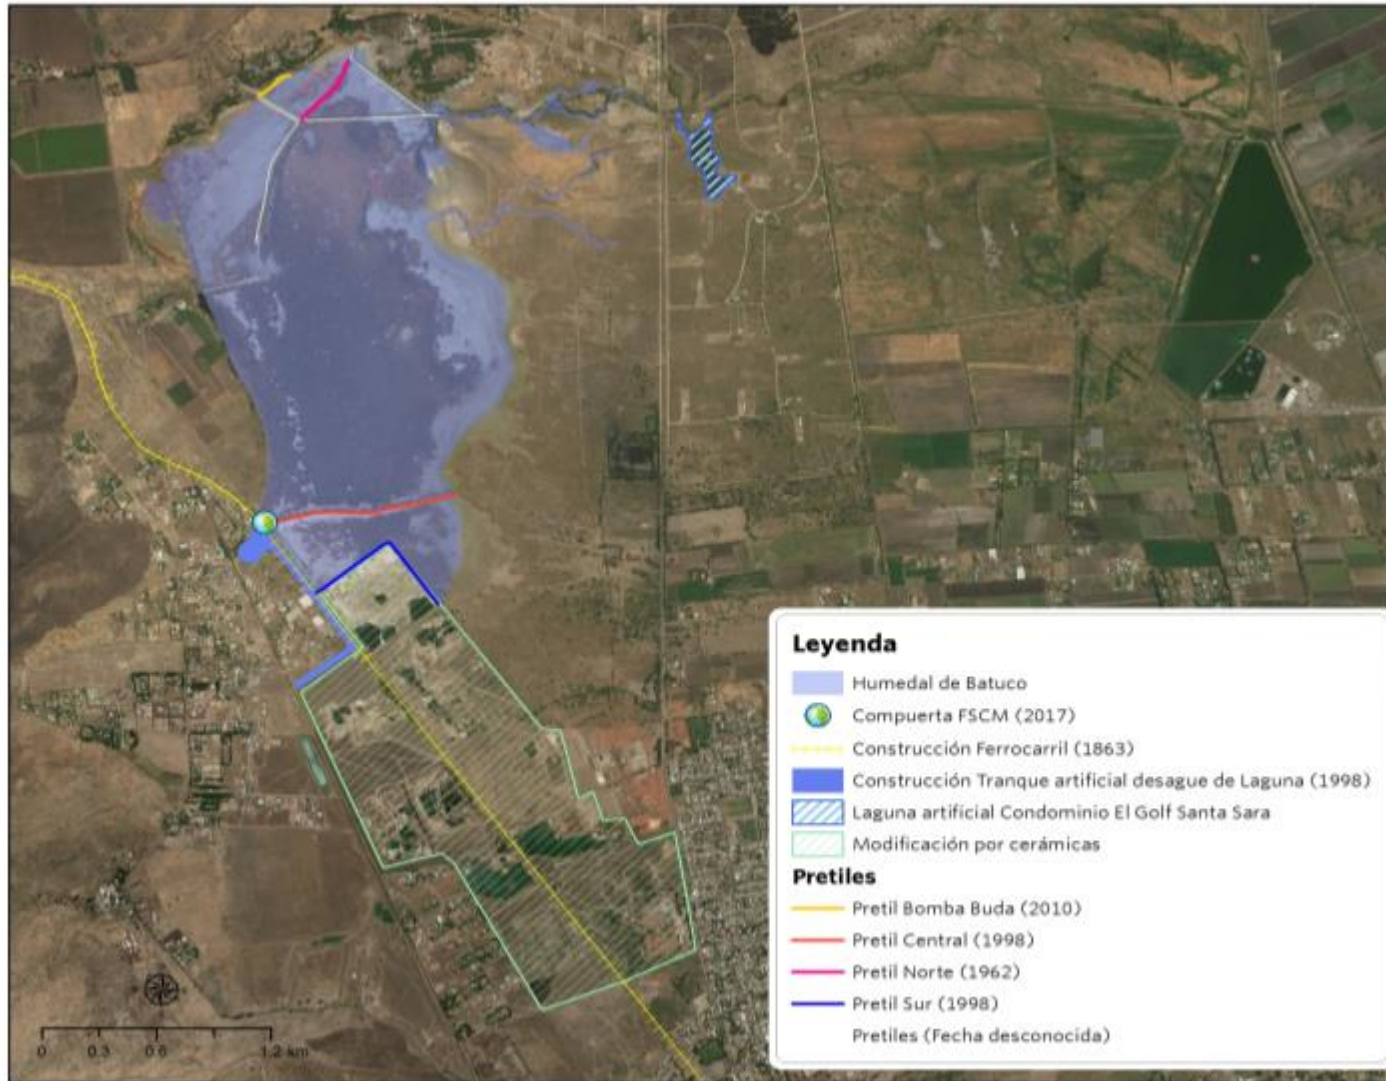 Leyenda
Humedal de Batuco
Compuerta FSCM (2017)
Construcción Ferrocarril (1863)
Construcción Tranque artificial desague de Laguna (1998)
Laguna artificial Condominio El Golf Santa Sara
Modificación por cerámicas
Pretiles
Pretil Bomba Buda (2010)
Pretil Central (1998)
Pretil Norte (1962)
Pretil Sur (1998)
Pretiles (Fecha desconocida)
0 0.3 0.6 1.2 km